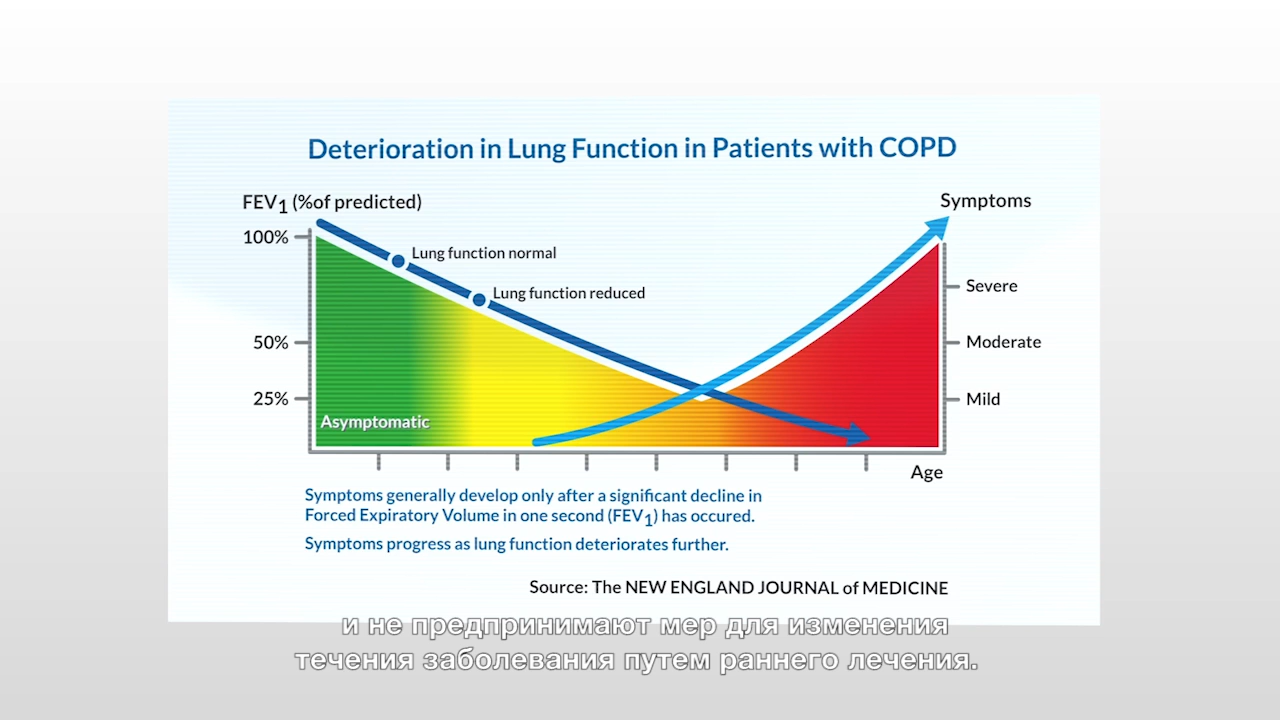 Deterioration in Lung Function in Patients with COPD
FEV1 (%of predicted)
Symptoms
100%
Lung function normal
Lung function reduced
Severe
50%
Moderate
25%
Mild
Asymptomatic
Age
Symptoms generally develop only after a significant decline in
Forced Expiratory Volume in one second (FEV1) has occured.
Symptoms progress as lung function deteriorates further.
Source: The NEW ENGLAND JOURNAL of MEDICINE
и не предпринимают мер для изменения
течения заболевания путем раннего лечения.